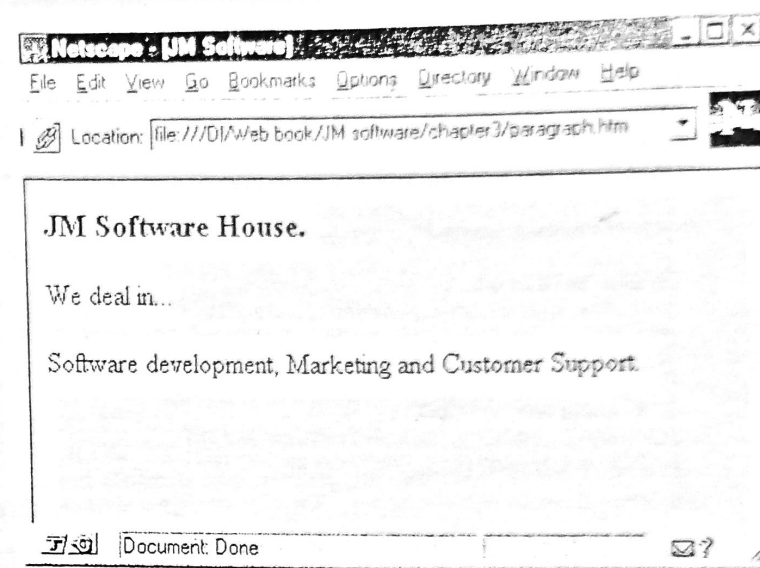 Netscape - [JM Software]
File Edit View Go Bookmarks Options Directory Window Help
Location: file:///D|/Web book/JM software/chapter3/paragraph.htm
JM Software House.
We deal in...
Software development, Marketing and Customer Support.
Document: Done
?